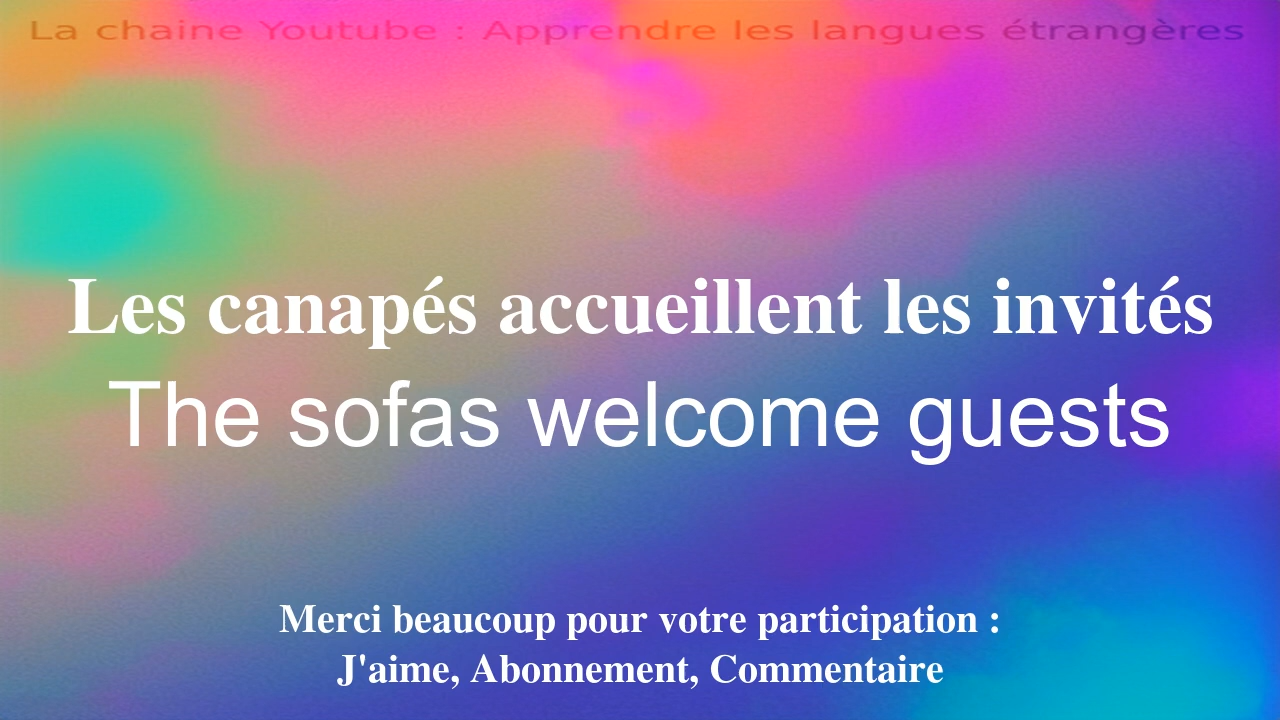 La chaine Youtube : Apprendre les langues étrangères
Les canapés accueillent les invités
The sofas welcome guests
Merci beaucoup pour votre participation :
J'aime, Abonnement, Commentaire